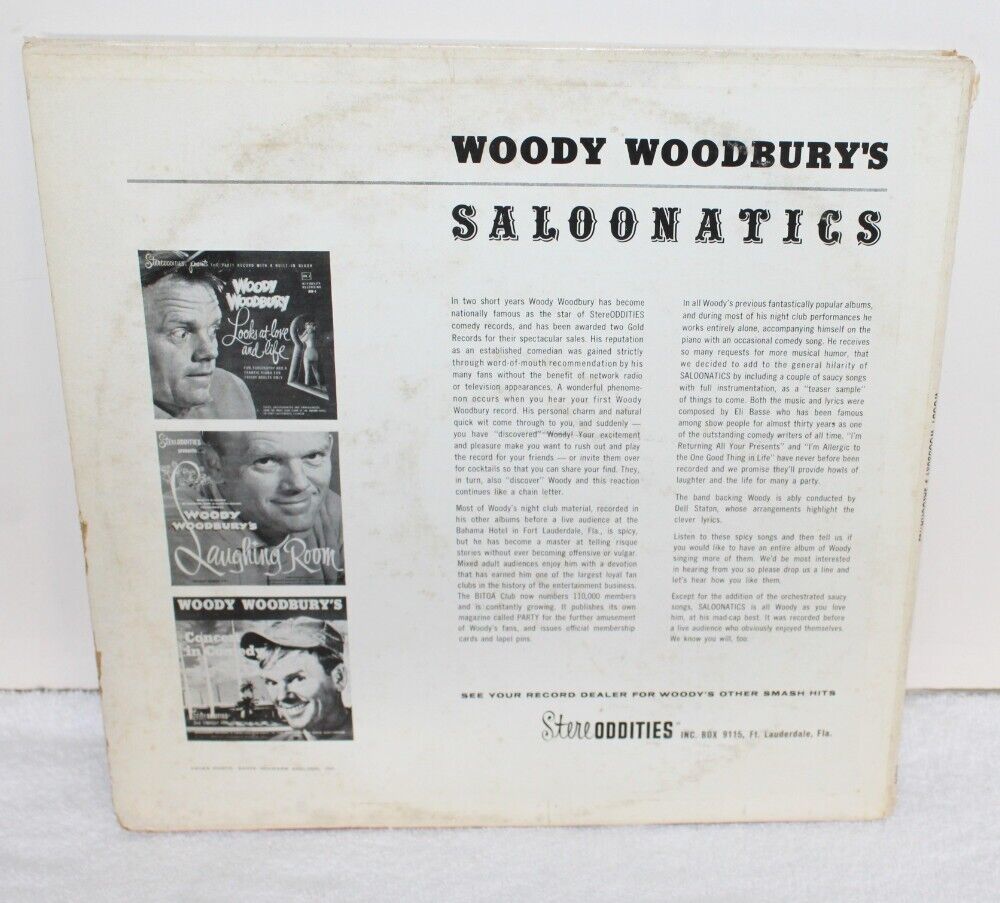 WOODY WOODBURY'S
SALOONATICS
Stereoddities presents
THE PARTY RECORD WITH A BUILT-IN
WOODY
WOODBURY
Looks at love
and life
STEREODDITIES
presents
WOODY
WOODBURY'S
Laughing Room
WOODY WOODBURY'S
Concert
in Comedy
In two short years Woody Woodbury has become
nationally famous as the star of StereODDITIES
comedy records, and has been awarded two Gold
Records for their spectacular sales. His reputation
as an established comedian was gained strictly
through word-of-mouth recommendation by his
many fans without the benefit of network radio
or television appearances. A wonderful phenome-
non occurs when you hear your first Woody
Woodbury record. His personal charm and natural
quick wit come through to you, and suddenly —
you have "discovered" Woody! Your excitement
and pleasure make you want to rush out and play
the record for your friends — or invite them over
for cocktails so that you can share your find. They,
in turn, also "discover" Woody and this reaction
continues like a chain letter.
Most of Woody's night club material, recorded in
his other albums before a live audience at the
Bahama Hotel in Fort Lauderdale, Fla., is spicy,
but he has become a master at telling risque
stories without ever becoming offensive or vulgar.
Mixed adult audiences enjoy him with a devotion
that has earned him one of the largest loyal fan
clubs in the history of the entertainment business.
The BITOA Club now numbers 110,000 members
and is constantly growing. It publishes its own
magazine called PARTY for the further amusement
of Woody's fans, and issues official membership
cards and lapel pins.
In all Woody's previous fantastically popular albums,
and during most of his night club performances he
works entirely alone, accompanying himself on the
piano with an occasional comedy song. He receives
so many requests for more musical humor, that
we decided to add to the general hilarity of
SALOONATICS by including a couple of saucy songs
with full instrumentation, as a "teaser sample"
of things to come. Both the music and lyrics were
composed by Eli Basse who has been famous
among show people for almost thirty years as one
of the outstanding comedy writers of all time, "I'm
Returning All Your Presents" and "I'm Allergic to
the One Good Thing in Life" have never before been
recorded and we promise they'll provide howls of
laughter and the life for many a party.
The band backing Woody is ably conducted by
Dell Staton, whose arrangements highlight the
clever lyrics.
Listen to these spicy songs and then tell us if
you would like to have an entire album of Woody
singing more of them. We'd be most interested
in hearing from you so please drop us a line and
let's hear how you like them.
Except for the addition of the orchestrated saucy
songs, SALOONATICS is all Woody as you love
him, at his mad-cap best. It was recorded before
a live audience who obviously enjoyed themselves.
We know you will, too.
SEE YOUR RECORD DEALER FOR WOODY'S OTHER SMASH HITS
StereODDITIES INC. BOX 9115, Ft. Lauderdale, Fla.